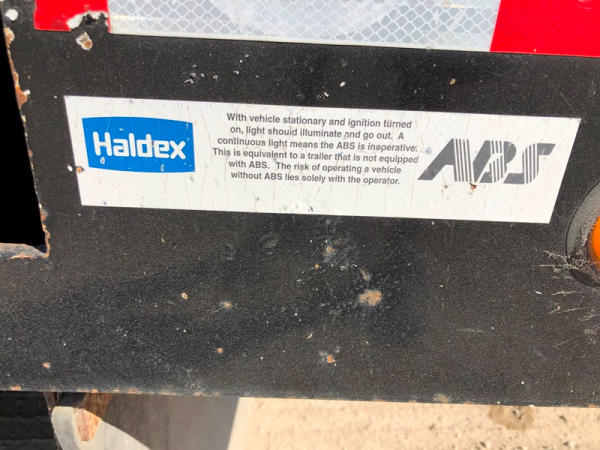 Haldex
With vehicle stationary and ignition turned
on, light should illuminate and go out. A
continuous light means the ABS is inoperative.
This is equivalent to a trailer that is not equipped
with ABS. The risk of operating a vehicle
without ABS lies solely with the operator.
ABS